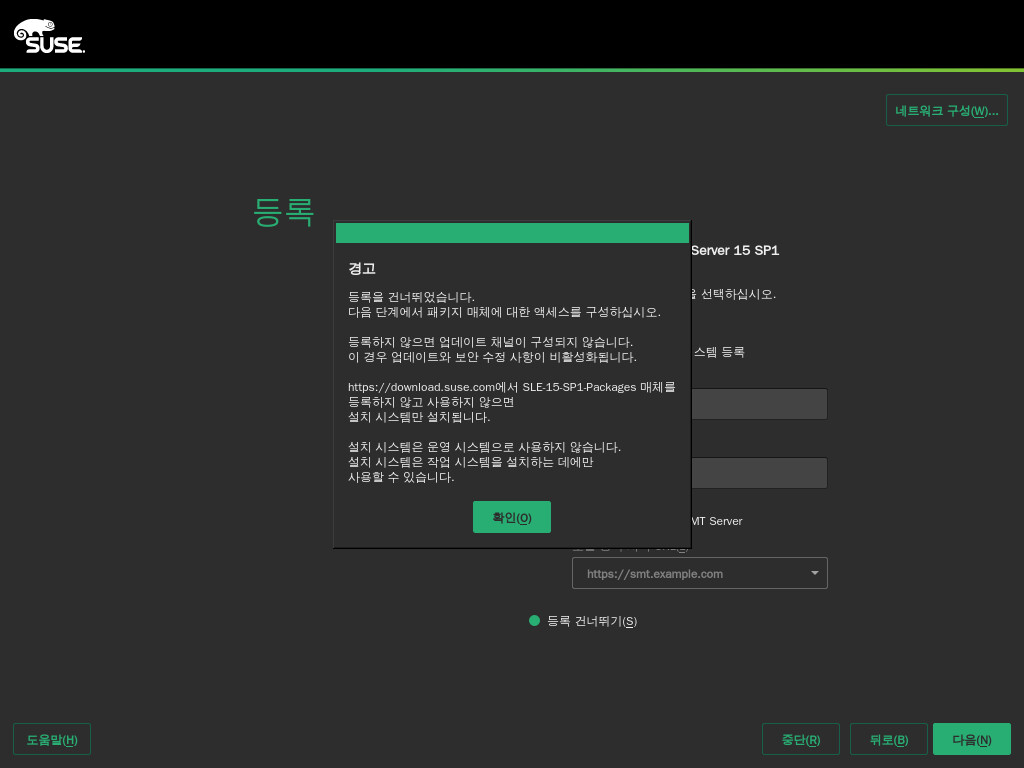 SUSE
네트워크 구성(W)...
등록
Server 15 SP1
선택하십시오.
스템 등록
MT Server
경고
등록을 건너뛰었습니다.
다음 단계에서 패키지 매체에 대한 액세스를 구성하십시오.
등록하지 않으면 업데이트 채널이 구성되지 않습니다.
이 경우 업데이트와 보안 수정 사항이 비활성화됩니다.
https://download.suse.com에서 SLE-15-SP1-Packages 매체를
등록하지 않고 사용하지 않으면
설치 시스템만 설치됩니다.
설치 시스템은 운영 시스템으로 사용하지 않습니다.
설치 시스템은 작업 시스템을 설치하는 데에만
사용할 수 있습니다.
확인(O)
https://smt.example.com
등록 건너뛰기(S)
도움말(H)
중단(R)
뒤로(B)
다음(N)